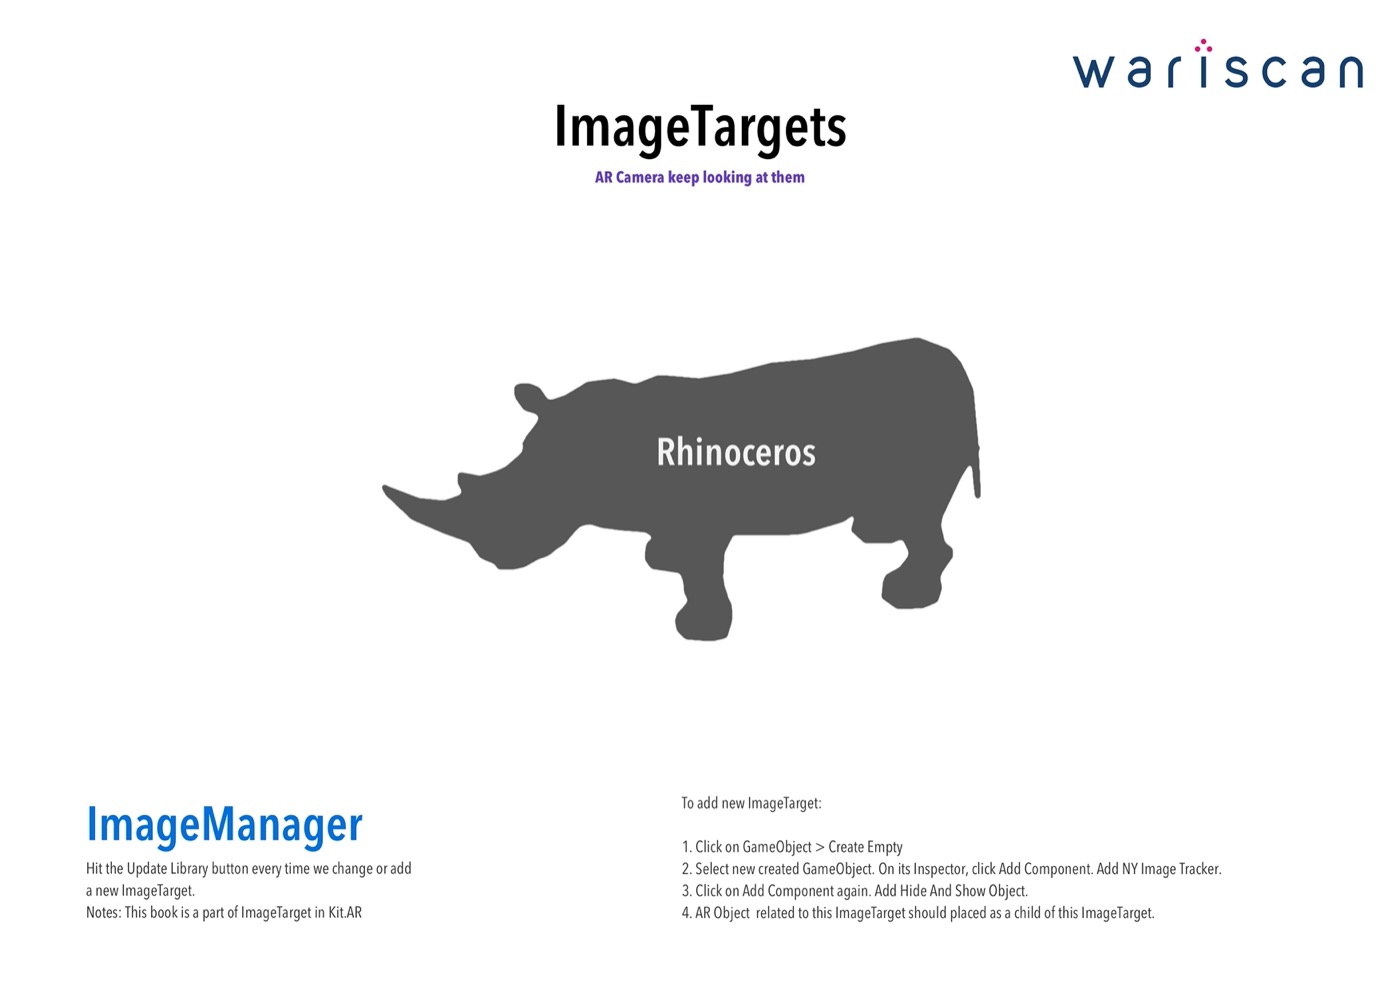 wariscan
ImageTargets
AR Camera keep looking at them
Rhinoceros
ImageManager
Hit the Update Library button every time we change or add
a new ImageTarget.
Notes: This book is a part of ImageTarget in Kit.AR
To add new ImageTarget:
1. Click on GameObject > Create Empty
2. Select new created GameObject. On its Inspector, click Add Component. Add NY Image Tracker.
3. Click on Add Component again. Add Hide And Show Object.
4. AR Object related to this ImageTarget should placed as a child of this ImageTarget.